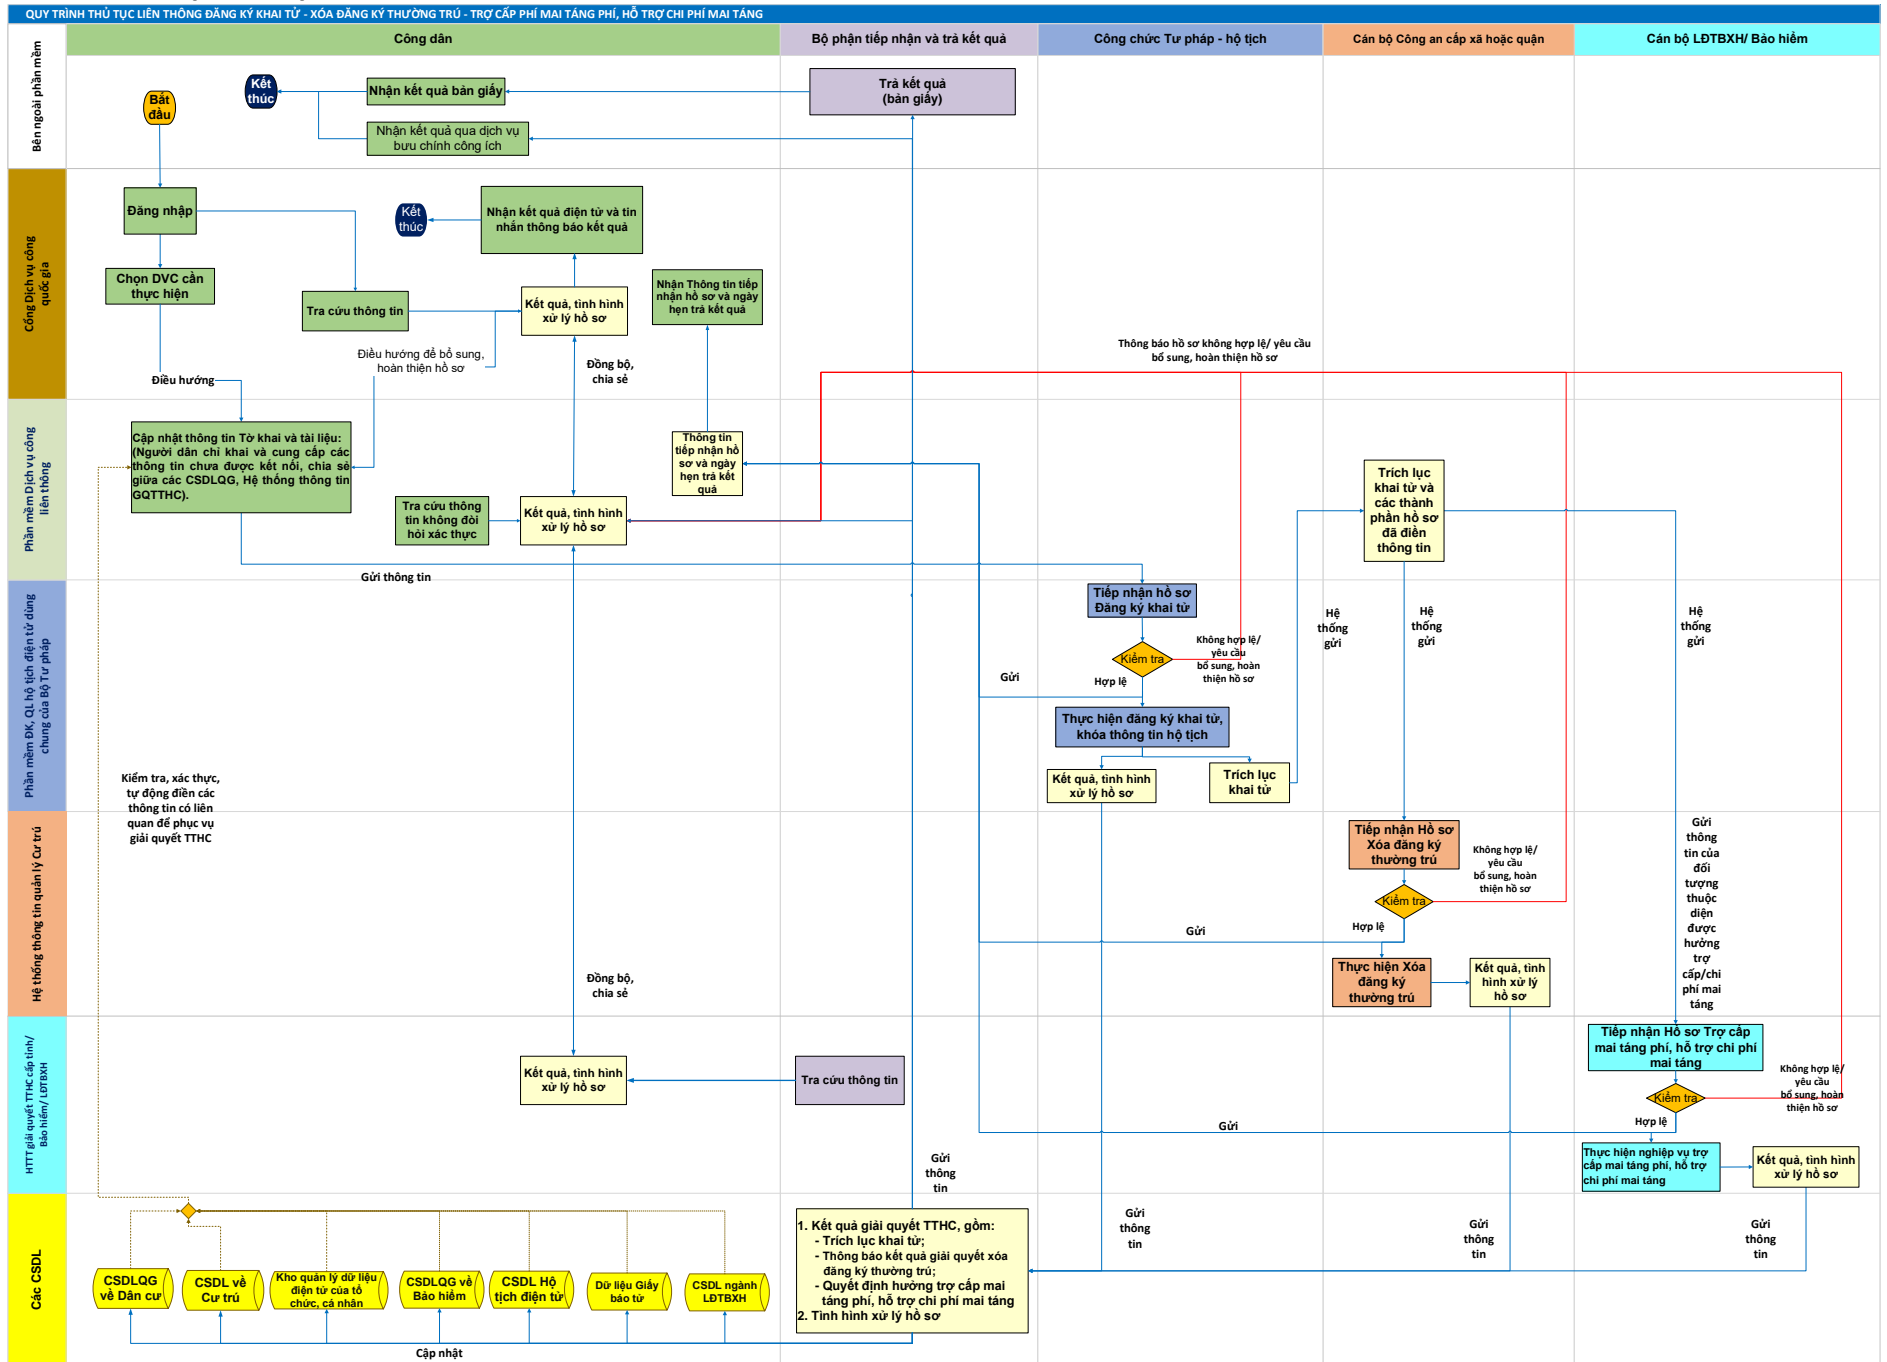 QUY TRÌNH THỦ TỤC LIÊN THÔNG ĐĂNG KÝ KHAI TỬ - XÓA ĐĂNG KÝ THƯỜNG TRÚ - TRỢ CẤP PHÍ MAI TÁNG PHÍ, HỖ TRỢ CHI PHÍ MAI TÁNG
Công dân
Bộ phận tiếp nhận và trả kết quả
Công chức Tư pháp - hộ tịch
Cán bộ Công an cấp xã hoặc quận
Cán bộ LĐTBXH/ Bảo hiểm
Bên ngoài phần mềm
Bắt
đầu
Kết
thúc
Nhận kết quả bản giấy
Nhận kết quả qua dịch vụ
bưu chính công ích
Trả kết quả
(bản giấy)
Cổng Dịch vụ công
quốc gia
Đăng nhập
Chọn DVC cần
thực hiện
Điều hướng
Tra cứu thông tin
Kết
thúc
Nhận kết quả điện tử và tin
nhắn thông báo kết quả
Kết quả, tình hình
xử lý hồ sơ
Điều hướng để bổ sung,
hoàn thiện hồ sơ
Đồng bộ,
chia sẻ
Nhận Thông tin tiếp
nhận hồ sơ và ngày
hẹn trả kết quả
Thông báo hồ sơ không hợp lệ/ yêu cầu
bổ sung, hoàn thiện hồ sơ
Phần mềm Dịch vụ công
liên thông
Cập nhật thông tin Tờ khai và tài liệu:
(Người dân chỉ khai và cung cấp các
thông tin chưa được kết nối, chia sẻ
giữa các CSDLQG, Hệ thống thông tin
GQTTHC).
Tra cứu thông
tin không đòi
hỏi xác thực
Kết quả, tình hình
xử lý hồ sơ
Thông tin
tiếp nhận hồ
sơ và ngày
hẹn trả kết
quả
Trích lục
khai tử và
các thành
phần hồ sơ
đã điền
thông tin
Gửi thông tin
Phần mềm ĐK, QL hộ tịch điện tử dùng
chung của Bộ Tư pháp
Tiếp nhận hồ sơ
Đăng ký khai tử
Kiểm tra
Không hợp lệ/
yêu cầu
bổ sung, hoàn
thiện hồ sơ
Gửi
Hợp lệ
Thực hiện đăng ký khai tử,
khóa thông tin hộ tịch
Kết quả, tình hình
xử lý hồ sơ
Trích lục
khai tử
Hệ
thống
gửi
Hệ
thống
gửi
Hệ
thống
gửi
Kiểm tra, xác thực,
tự động điền các
thông tin có liên
quan để phục vụ
giải quyết TTHC
Hệ thống thông tin quản lý Cư trú
Đồng bộ,
chia sẻ
Tiếp nhận Hồ sơ
Xóa đăng ký
thường trú
Kiểm tra
Không hợp lệ/
yêu cầu
bổ sung, hoàn
thiện hồ sơ
Hợp lệ
Gửi
Thực hiện Xóa
đăng ký
thường trú
Kết quả, tình
hình xử lý
hồ sơ
Gửi
thông
tin của
đối
tượng
thuộc
diện
được
hưởng
trợ
cấp/chi
phí mai
táng
HTTT giải quyết TTHC cấp tỉnh/
Bảo hiểm/ LĐTBXH
Kết quả, tình hình
xử lý hồ sơ
Tra cứu thông tin
Tiếp nhận Hồ sơ Trợ cấp
mai táng phí, hỗ trợ chi phí
mai táng
Kiểm tra
Không hợp lệ/
yêu cầu
bổ sung, hoàn
thiện hồ sơ
Hợp lệ
Gửi
Thực hiện nghiệp vụ trợ
cấp mai táng phí, hỗ trợ
chi phí mai táng
Kết quả, tình hình
xử lý hồ sơ
Gửi
thông
tin
Các CSDL
CSDLQG
về Dân cư
CSDL về
Cư trú
Kho quản lý dữ liệu
điện tử của tổ
chức, cá nhân
CSDLQG về
Bảo hiểm
CSDL Hộ
tịch điện tử
Dữ liệu Giấy
báo tử
CSDL ngành
LĐTBXH
Cập nhật
1. Kết quả giải quyết TTHC, gồm:
- Trích lục khai tử;
- Thông báo kết quả giải quyết xóa
đăng ký thường trú;
- Quyết định hưởng trợ cấp mai
táng phí, hỗ trợ chi phí mai táng
2. Tình hình xử lý hồ sơ
Gửi
thông
tin
Gửi
thông
tin
Gửi
thông
tin